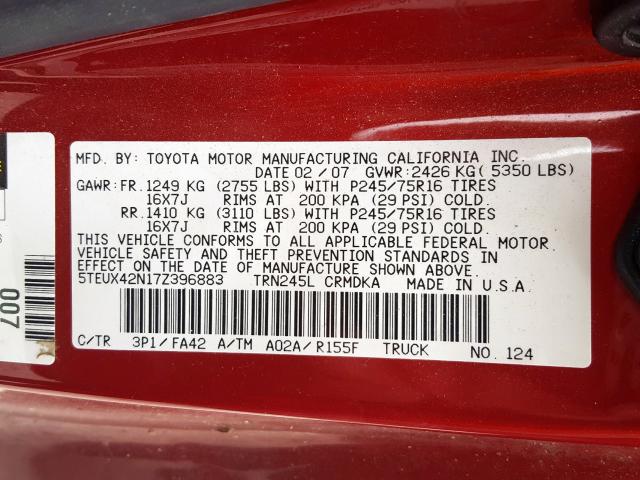 MFD. BY: TOYOTA MOTOR MANUFACTURING CALIFORNIA INC.
DATE 02/07 GVWR:2426 KG( 5350 LBS)
GAWR: FR. 1249 KG (2755 LBS) WITH P245/75R16 TIRES
16X7J RIMS AT 200 KPA (29 PSI) COLD.
RR. 1410 KG (3110 LBS) WITH P245/75R16 TIRES
16X7J RIMS AT 200 KPA (29 PSI) COLD.
THIS VEHICLE CONFORMS TO ALL APPLICABLE FEDERAL MOTOR
VEHICLE SAFETY AND THEFT PREVENTION STANDARDS IN
EFFECT ON THE DATE OF MANUFACTURE SHOWN ABOVE.
5TEUX42N17Z396883 TRN245L CRMDKA MADE IN U.S.A.
C/TR 3P1/FA42 A/TM A02A/R155F TRUCK NO. 124
007